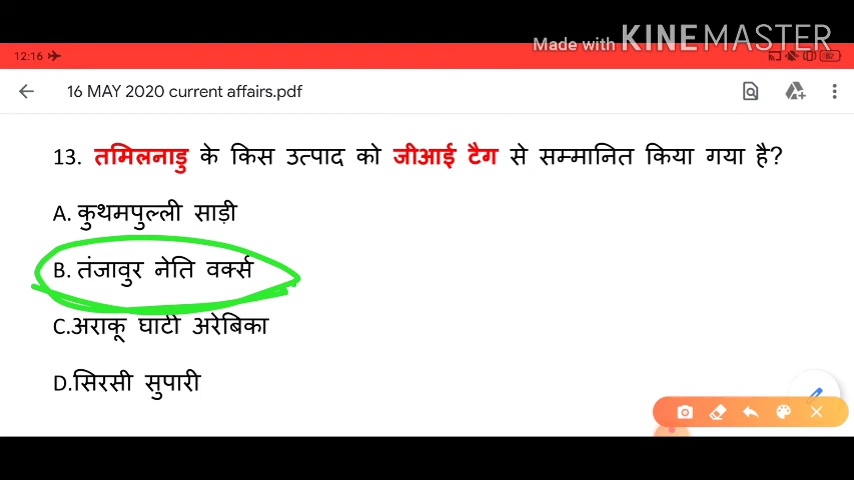 Made with KINEMASTER
12:16
82
16 MAY 2020 current affairs.pdf
13. तमिलनाडु के किस उत्पाद को जीआई टैग से सम्मानित किया गया है?
A. कुथमपुल्ली साड़ी
B. तंजावुर नेति वर्क्स
C.अराकू घाटी अरेबिका
D.सिरसी सुपारी